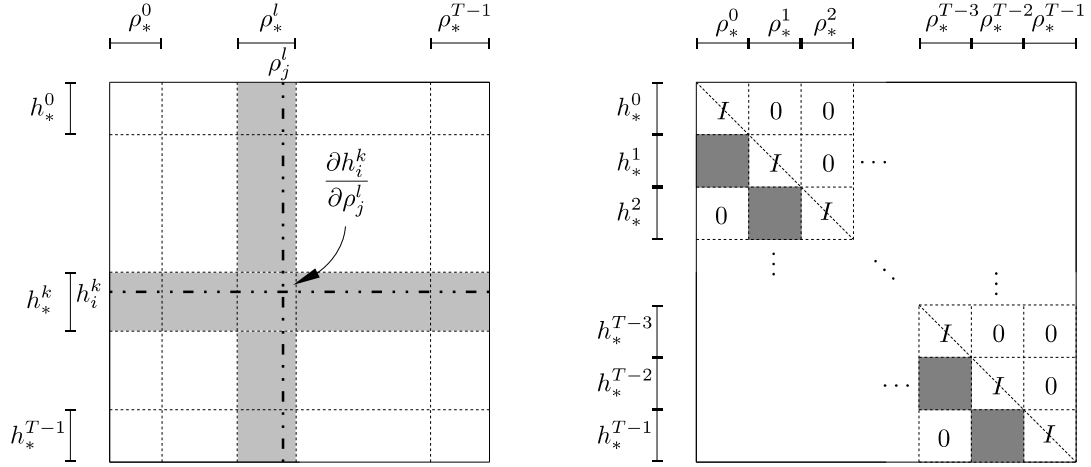 ρ_*^0 ρ_*^l ρ_*^{T−1}
ρ_j^l
h_*^0
∂h_i^k
∂ρ_j^l
h_*^k h_i^k
h_*^{T−1}
ρ_*^0 ρ_*^1 ρ_*^2 ρ_*^{T−3} ρ_*^{T−2} ρ_*^{T−1}
h_*^0 I 0 0
h_*^1 I 0 ···
h_*^2 0 I
⋮ ⋱ ⋮
h_*^{T−3} I 0 0
h_*^{T−2} ··· I 0
h_*^{T−1} 0 I